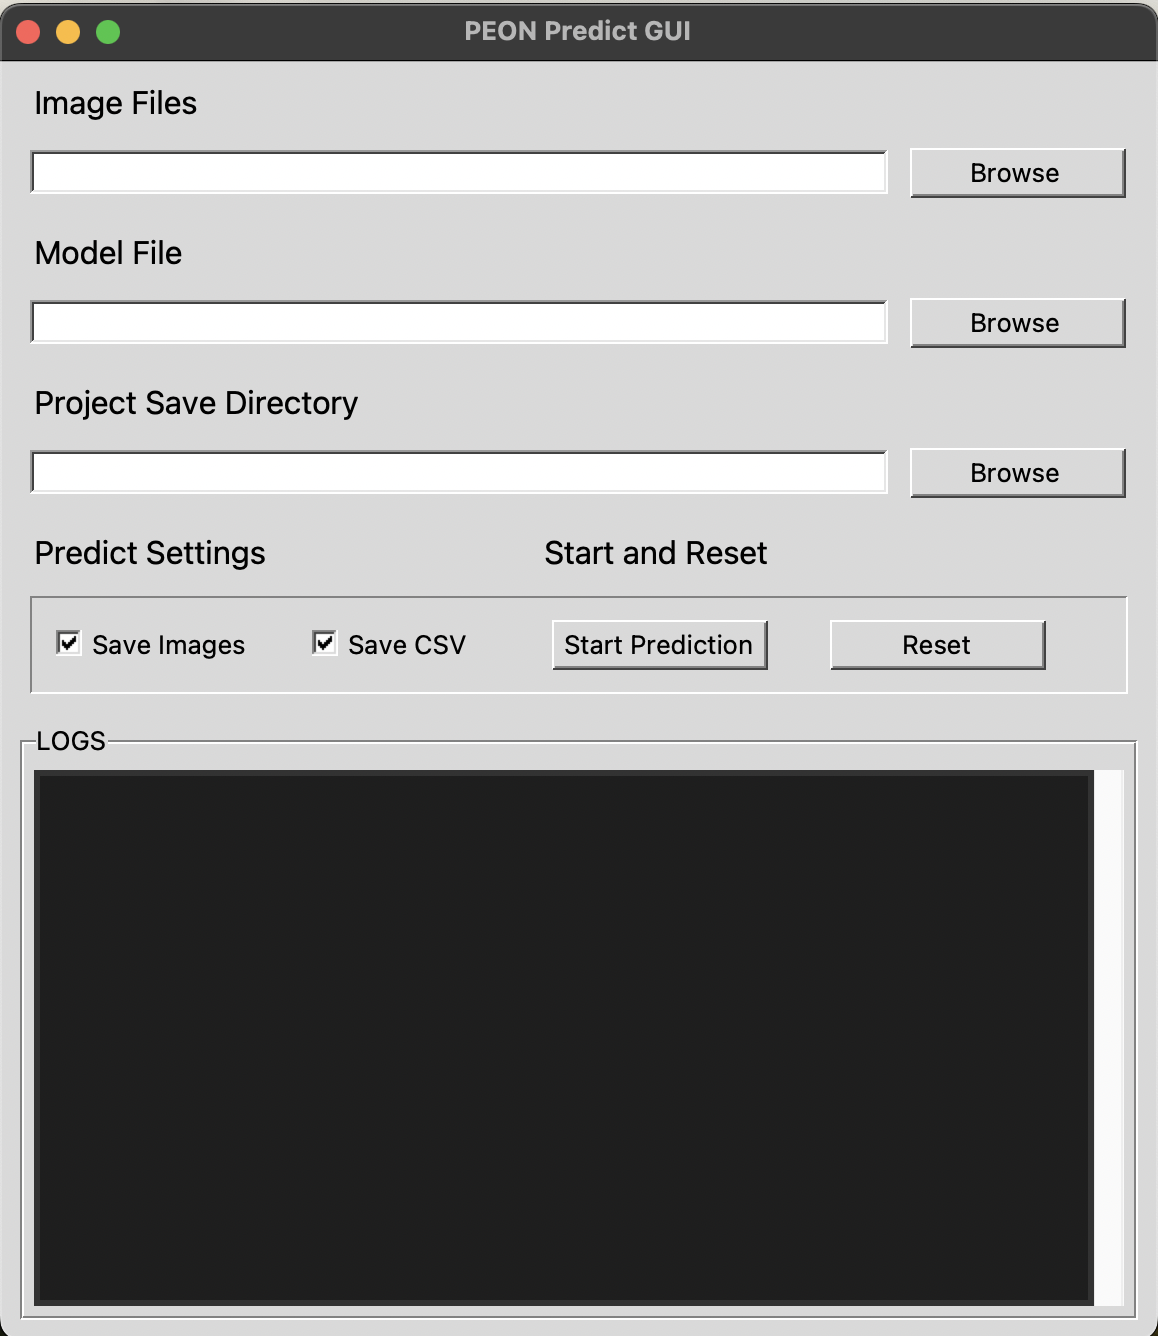 PEON Predict GUI
Image Files
Browse
Model File
Browse
Project Save Directory
Browse
Predict Settings Start and Reset
Save Images Save CSV Start Prediction Reset
LOGS